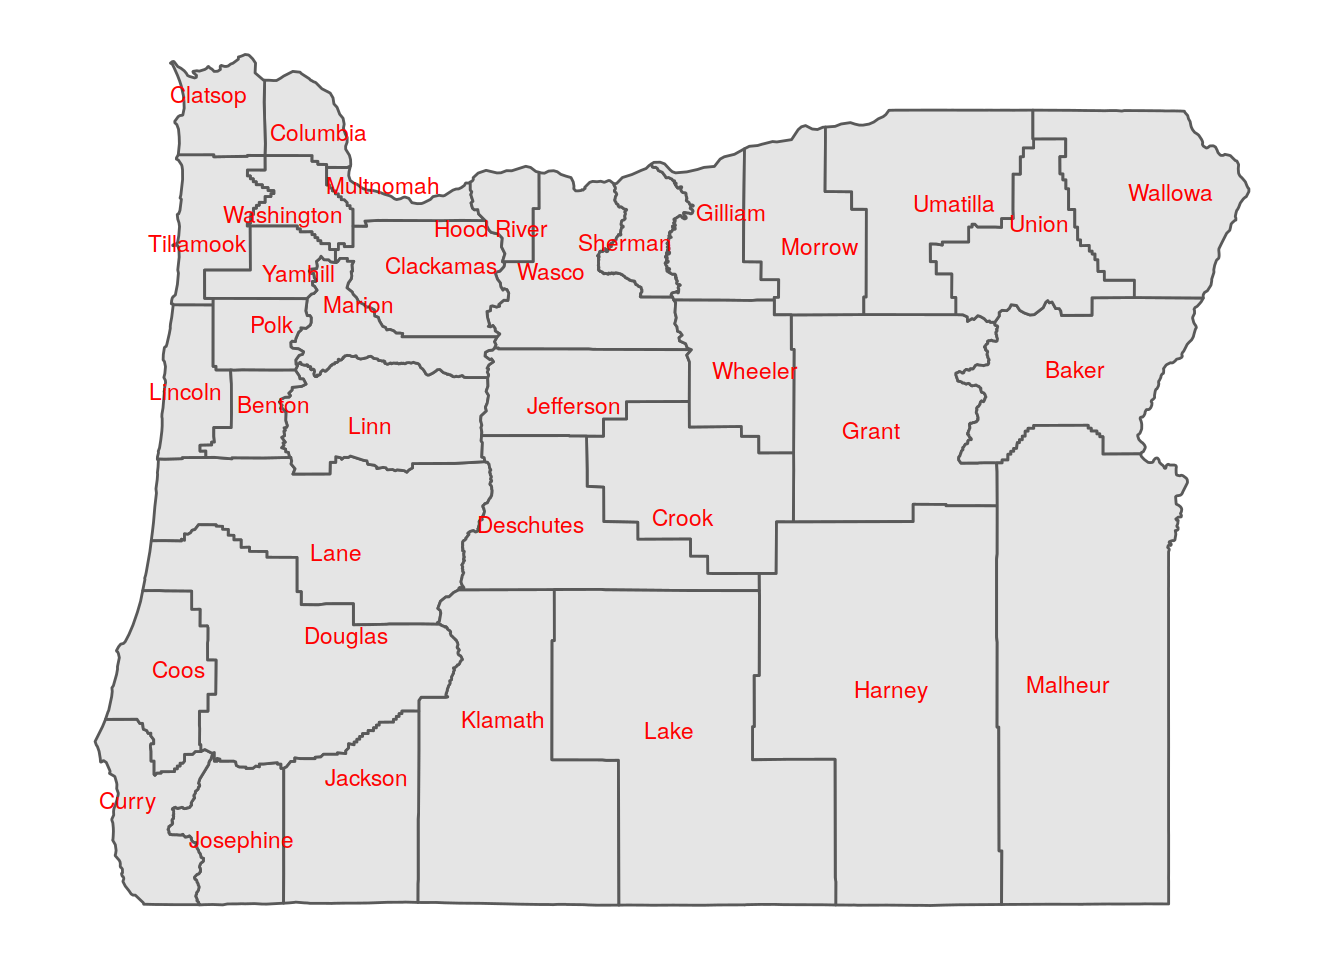 Clatsop
Columbia
Multnomah
Washington
Tillamook
Yamhill
Hood River
Clackamas
Wasco
Sherman
Gilliam
Morrow
Umatilla
Union
Wallowa
Marion
Polk
Lincoln
Benton
Linn
Jefferson
Wheeler
Grant
Baker
Lane
Deschutes
Crook
Douglas
Coos
Klamath
Lake
Harney
Malheur
Curry
Josephine
Jackson